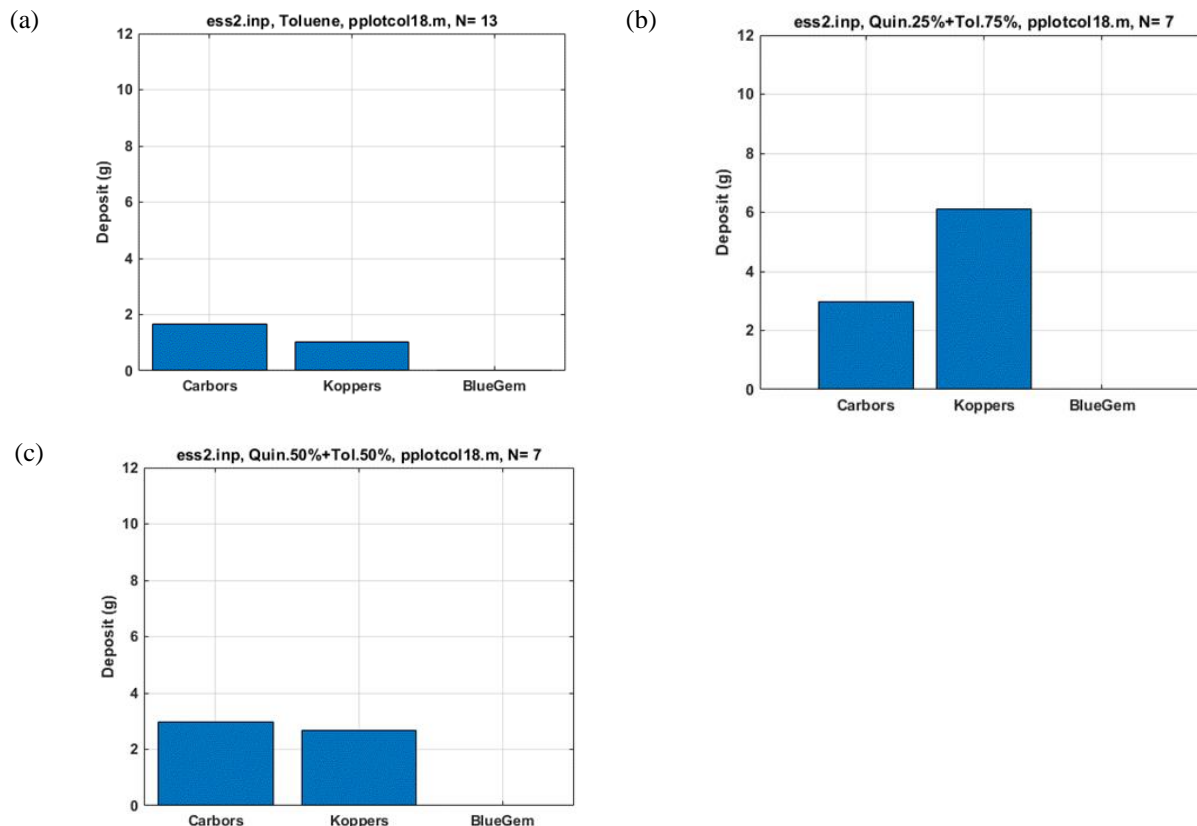 (a)
ess2.inp, Toluene, pplotcol18.m, N= 13
12
10
8
6
4
2
0
Deposit (g)
Carbors Koppers BlueGem
(b)
ess2.inp, Quin.25%+Tol.75%, pplotcol18.m, N= 7
12
10
8
6
4
2
0
Deposit (g)
Carbors Koppers BlueGem
(c)
ess2.inp, Quin.50%+Tol.50%, pplotcol18.m, N= 7
12
10
8
6
4
2
0
Deposit (g)
Carbors Koppers BlueGem